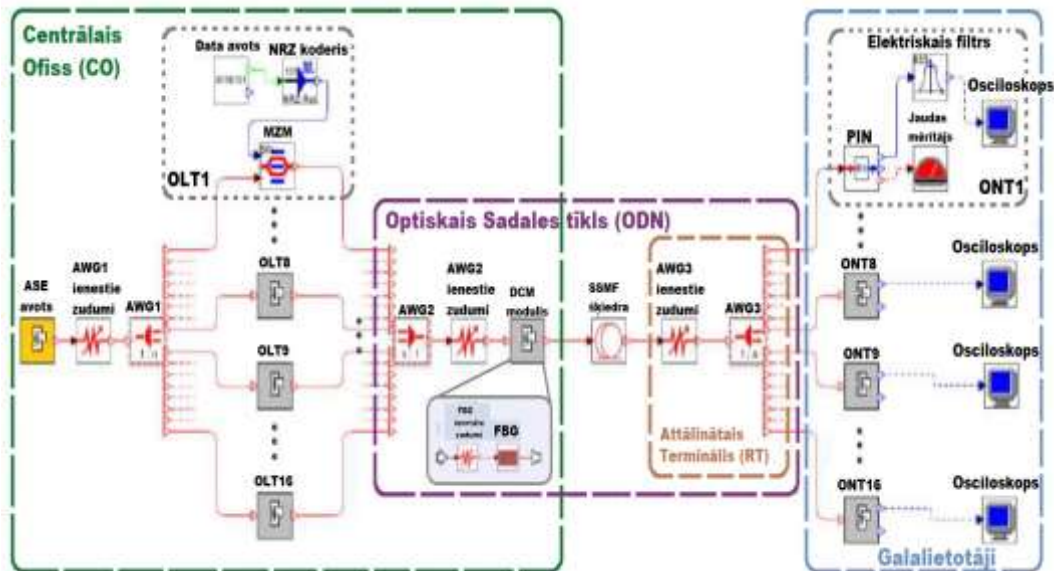 Centrālais
Ofiss (CO)
Data avots
NRZ koderis
MZM
OLT1
OLT8
OLT9
OLT16
ASE
avots
AWG1
ienestie
zudumi
AWG1
Optiskais Sadales tīkls (ODN)
AWG2
AWG2
ienestie
zudumi
DCM
modulis
FBG
SSMF
šķiedra
AWG3
ienestie
zudumi
AWG3
Attālinātais
Terminālis (RT)
Elektriskais filtrs
Osciloskops
PIN
Jaudas
mērītājs
ONT1
ONT8
Osciloskops
ONT9
Osciloskops
ONT16
Osciloskops
Galalietotāji